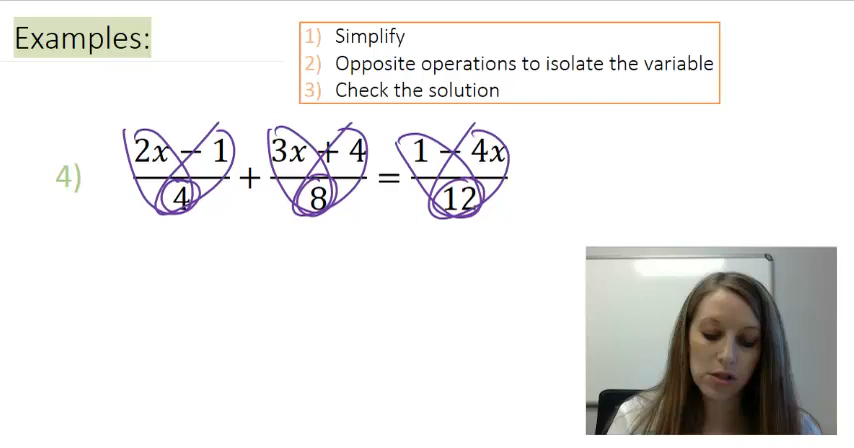 Examples:
1) Simplify
2) Opposite operations to isolate the variable
3) Check the solution
4) (2x − 1)/4 + (3x + 4)/8 = (1 − 4x)/12